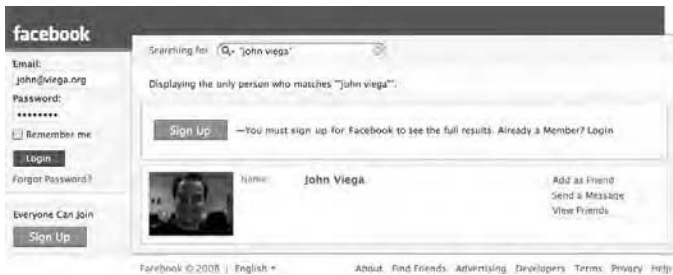 facebook
Email:
john@viega.org
Password:
••••••••
Remember me
Login
Forgot Password?
Everyone Can Join
Sign Up
Searching for: "john viega"
Displaying the only person who matches ""john viega"".
Sign Up —You must sign up for Facebook to see the full results. Already a Member? Login
Name: John Viega
Add as Friend
Send a Message
View Friends
Facebook © 2008 | English
About Find Friends Advertising Developers Terms Privacy Help